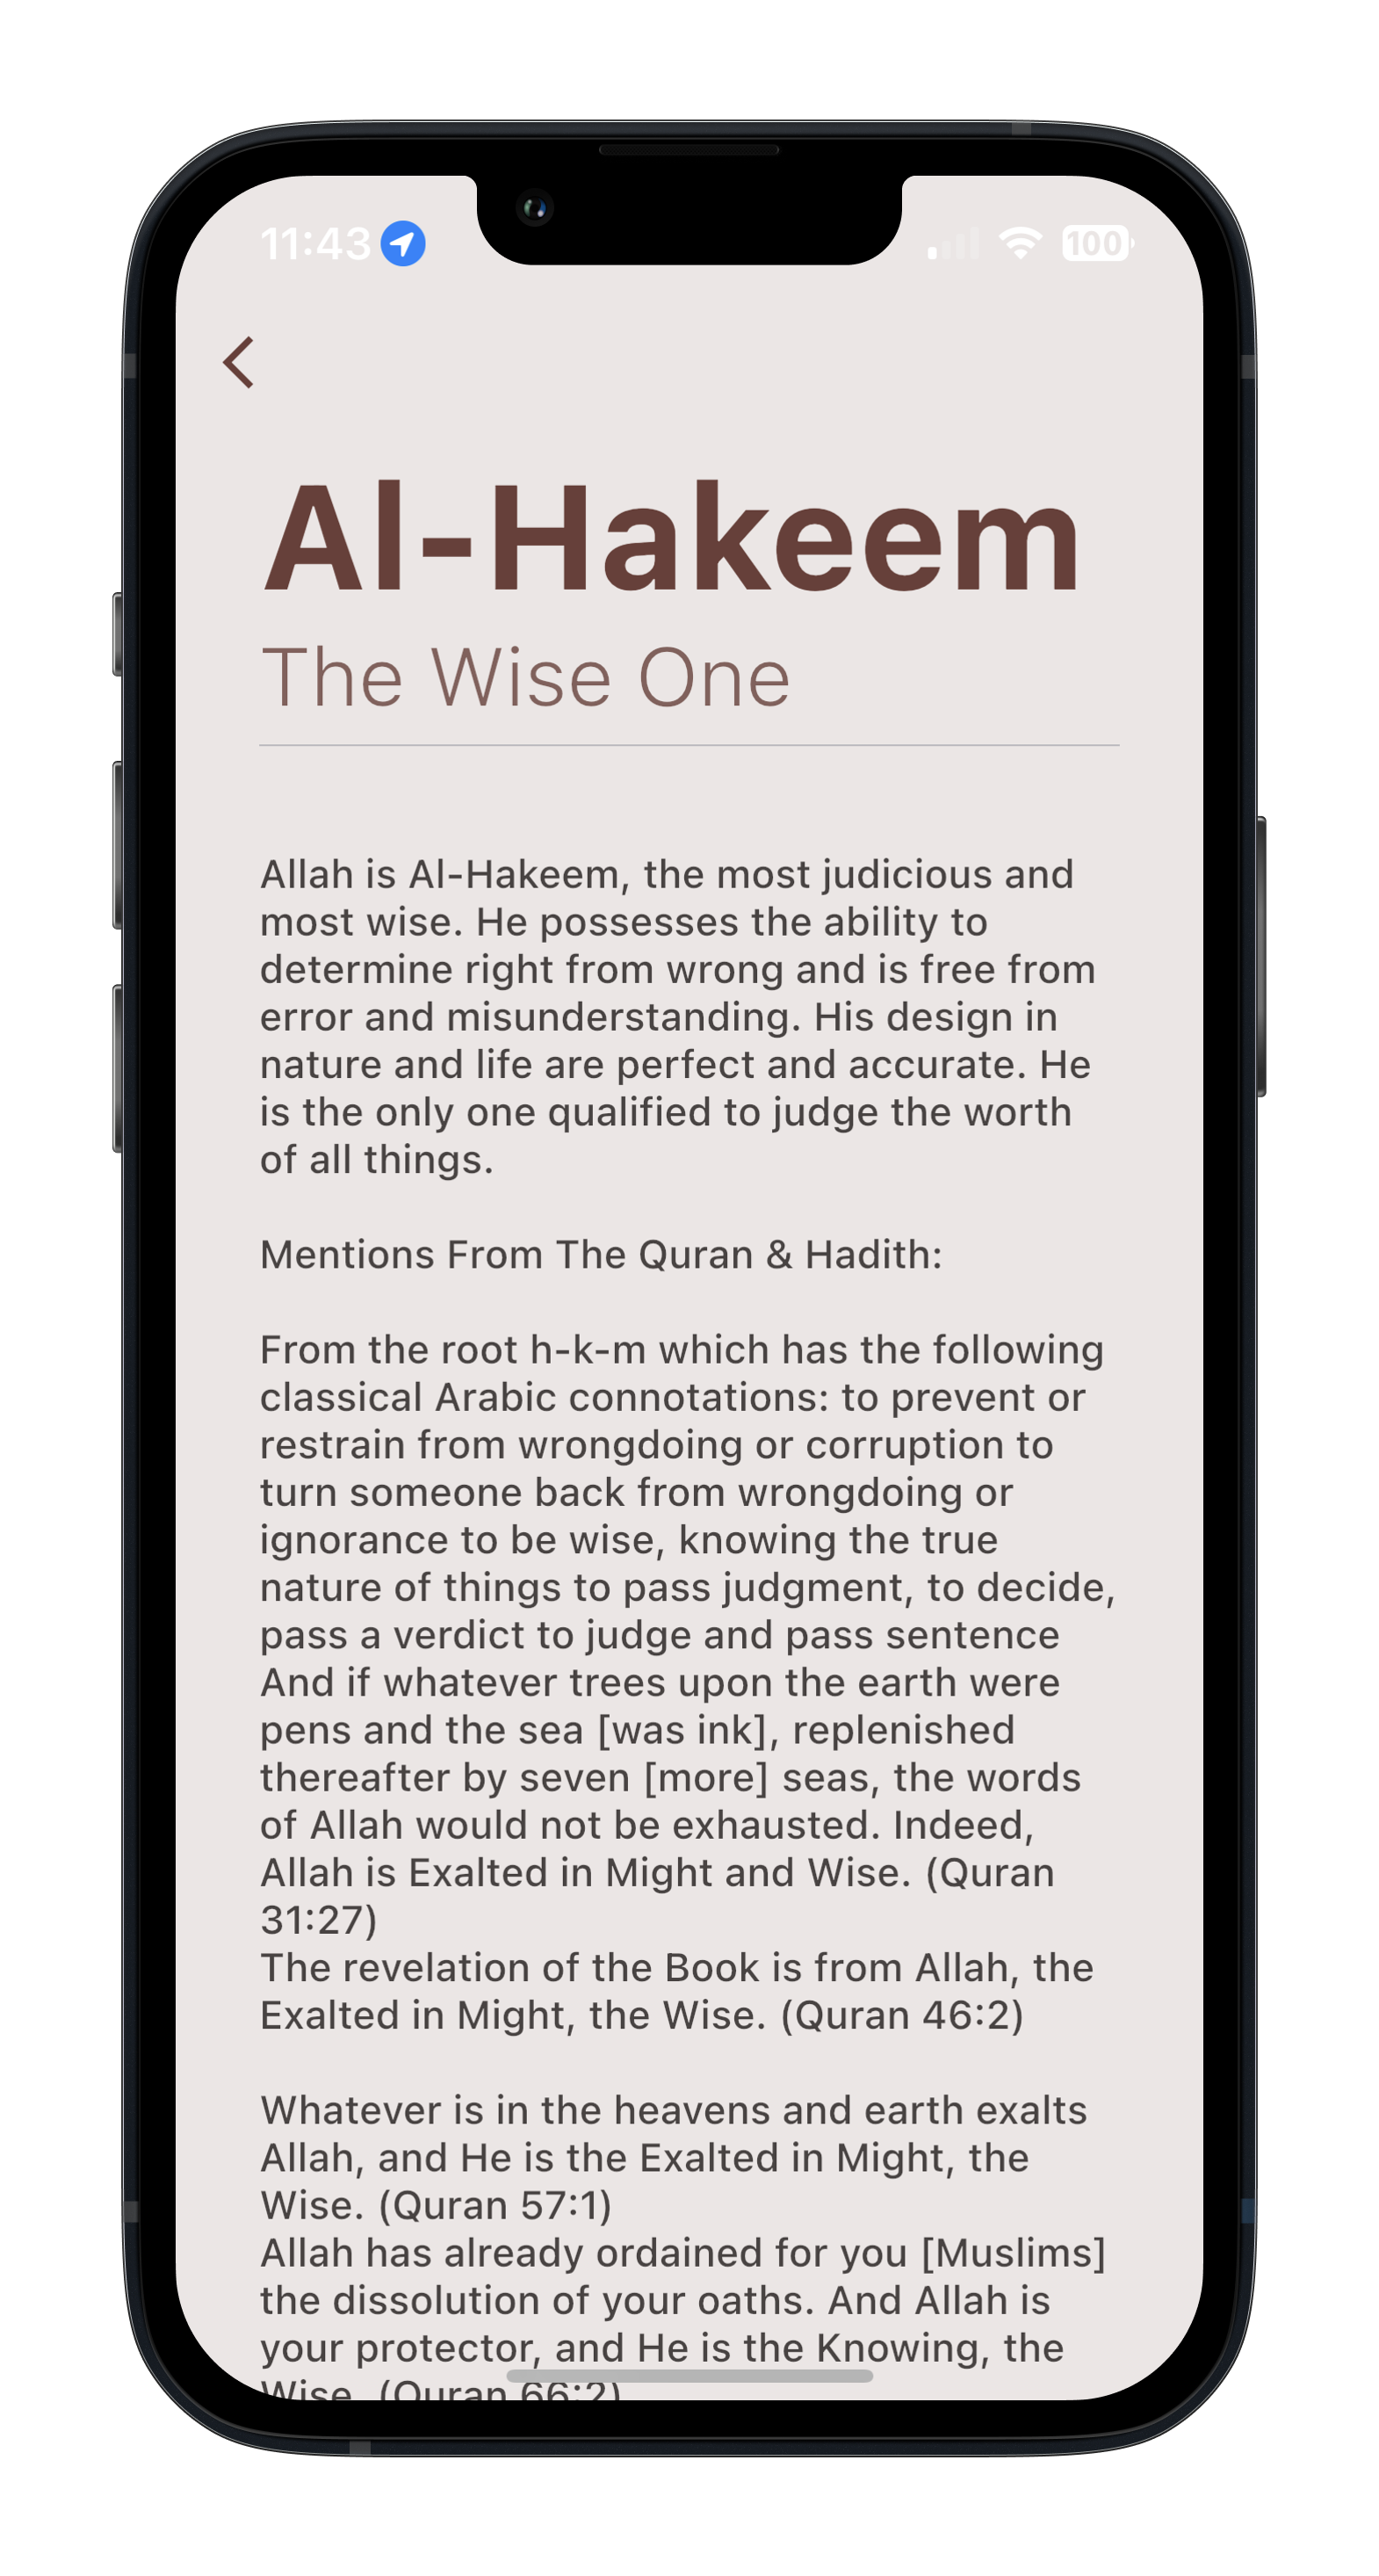 11:43
100
Al-Hakeem
The Wise One
Allah is Al-Hakeem, the most judicious and
most wise. He possesses the ability to
determine right from wrong and is free from
error and misunderstanding. His design in
nature and life are perfect and accurate. He
is the only one qualified to judge the worth
of all things.
Mentions From The Quran & Hadith:
From the root h-k-m which has the following
classical Arabic connotations: to prevent or
restrain from wrongdoing or corruption to
turn someone back from wrongdoing or
ignorance to be wise, knowing the true
nature of things to pass judgment, to decide,
pass a verdict to judge and pass sentence
And if whatever trees upon the earth were
pens and the sea [was ink], replenished
thereafter by seven [more] seas, the words
of Allah would not be exhausted. Indeed,
Allah is Exalted in Might and Wise. (Quran
31:27)
The revelation of the Book is from Allah, the
Exalted in Might, the Wise. (Quran 46:2)
Whatever is in the heavens and earth exalts
Allah, and He is the Exalted in Might, the
Wise. (Quran 57:1)
Allah has already ordained for you [Muslims]
the dissolution of your oaths. And Allah is
your protector, and He is the Knowing, the
Wise. (Quran 66:2)